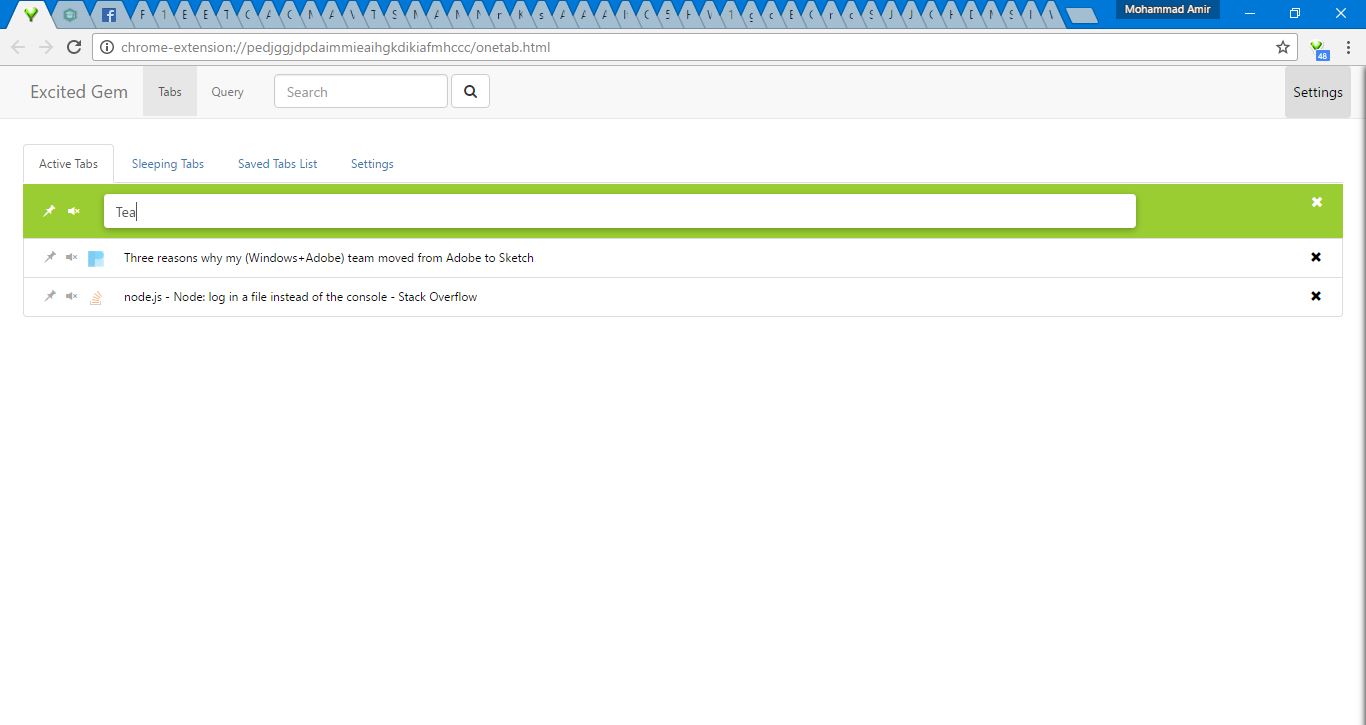 Mohammad Amir
chrome-extension://pedjggjdpdaimmieaihgkdikiafmhccc/onetab.html
48
Excited Gem
Tabs
Query
Search
Settings
Active Tabs
Sleeping Tabs
Saved Tabs List
Settings
Tea
Three reasons why my (Windows+Adobe) team moved from Adobe to Sketch
node.js - Node: log in a file instead of the console - Stack Overflow